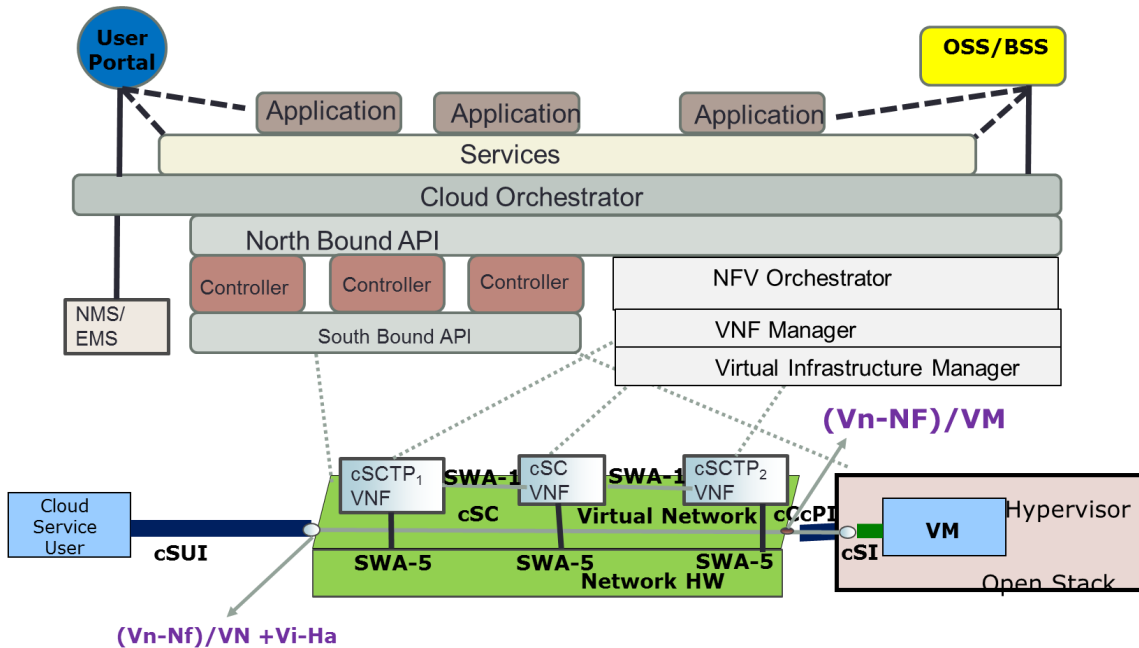 User
Portal
OSS/BSS
Application
Application
Application
Services
Cloud Orchestrator
North Bound API
Controller
Controller
Controller
NFV Orchestrator
NMS/
EMS
South Bound API
VNF Manager
Virtual Infrastructure Manager
(Vn-NF)/VM
cSCTP1
VNF
SWA-1
cSC
VNF
SWA-1
cSCTP2
VNF
Cloud
Service
User
cSUI
cSC
Virtual Network
cCcPI
cSI
VM
Hypervisor
Open Stack
SWA-5
SWA-5
SWA-5
Network HW
(Vn-Nf)/VN +Vi-Ha